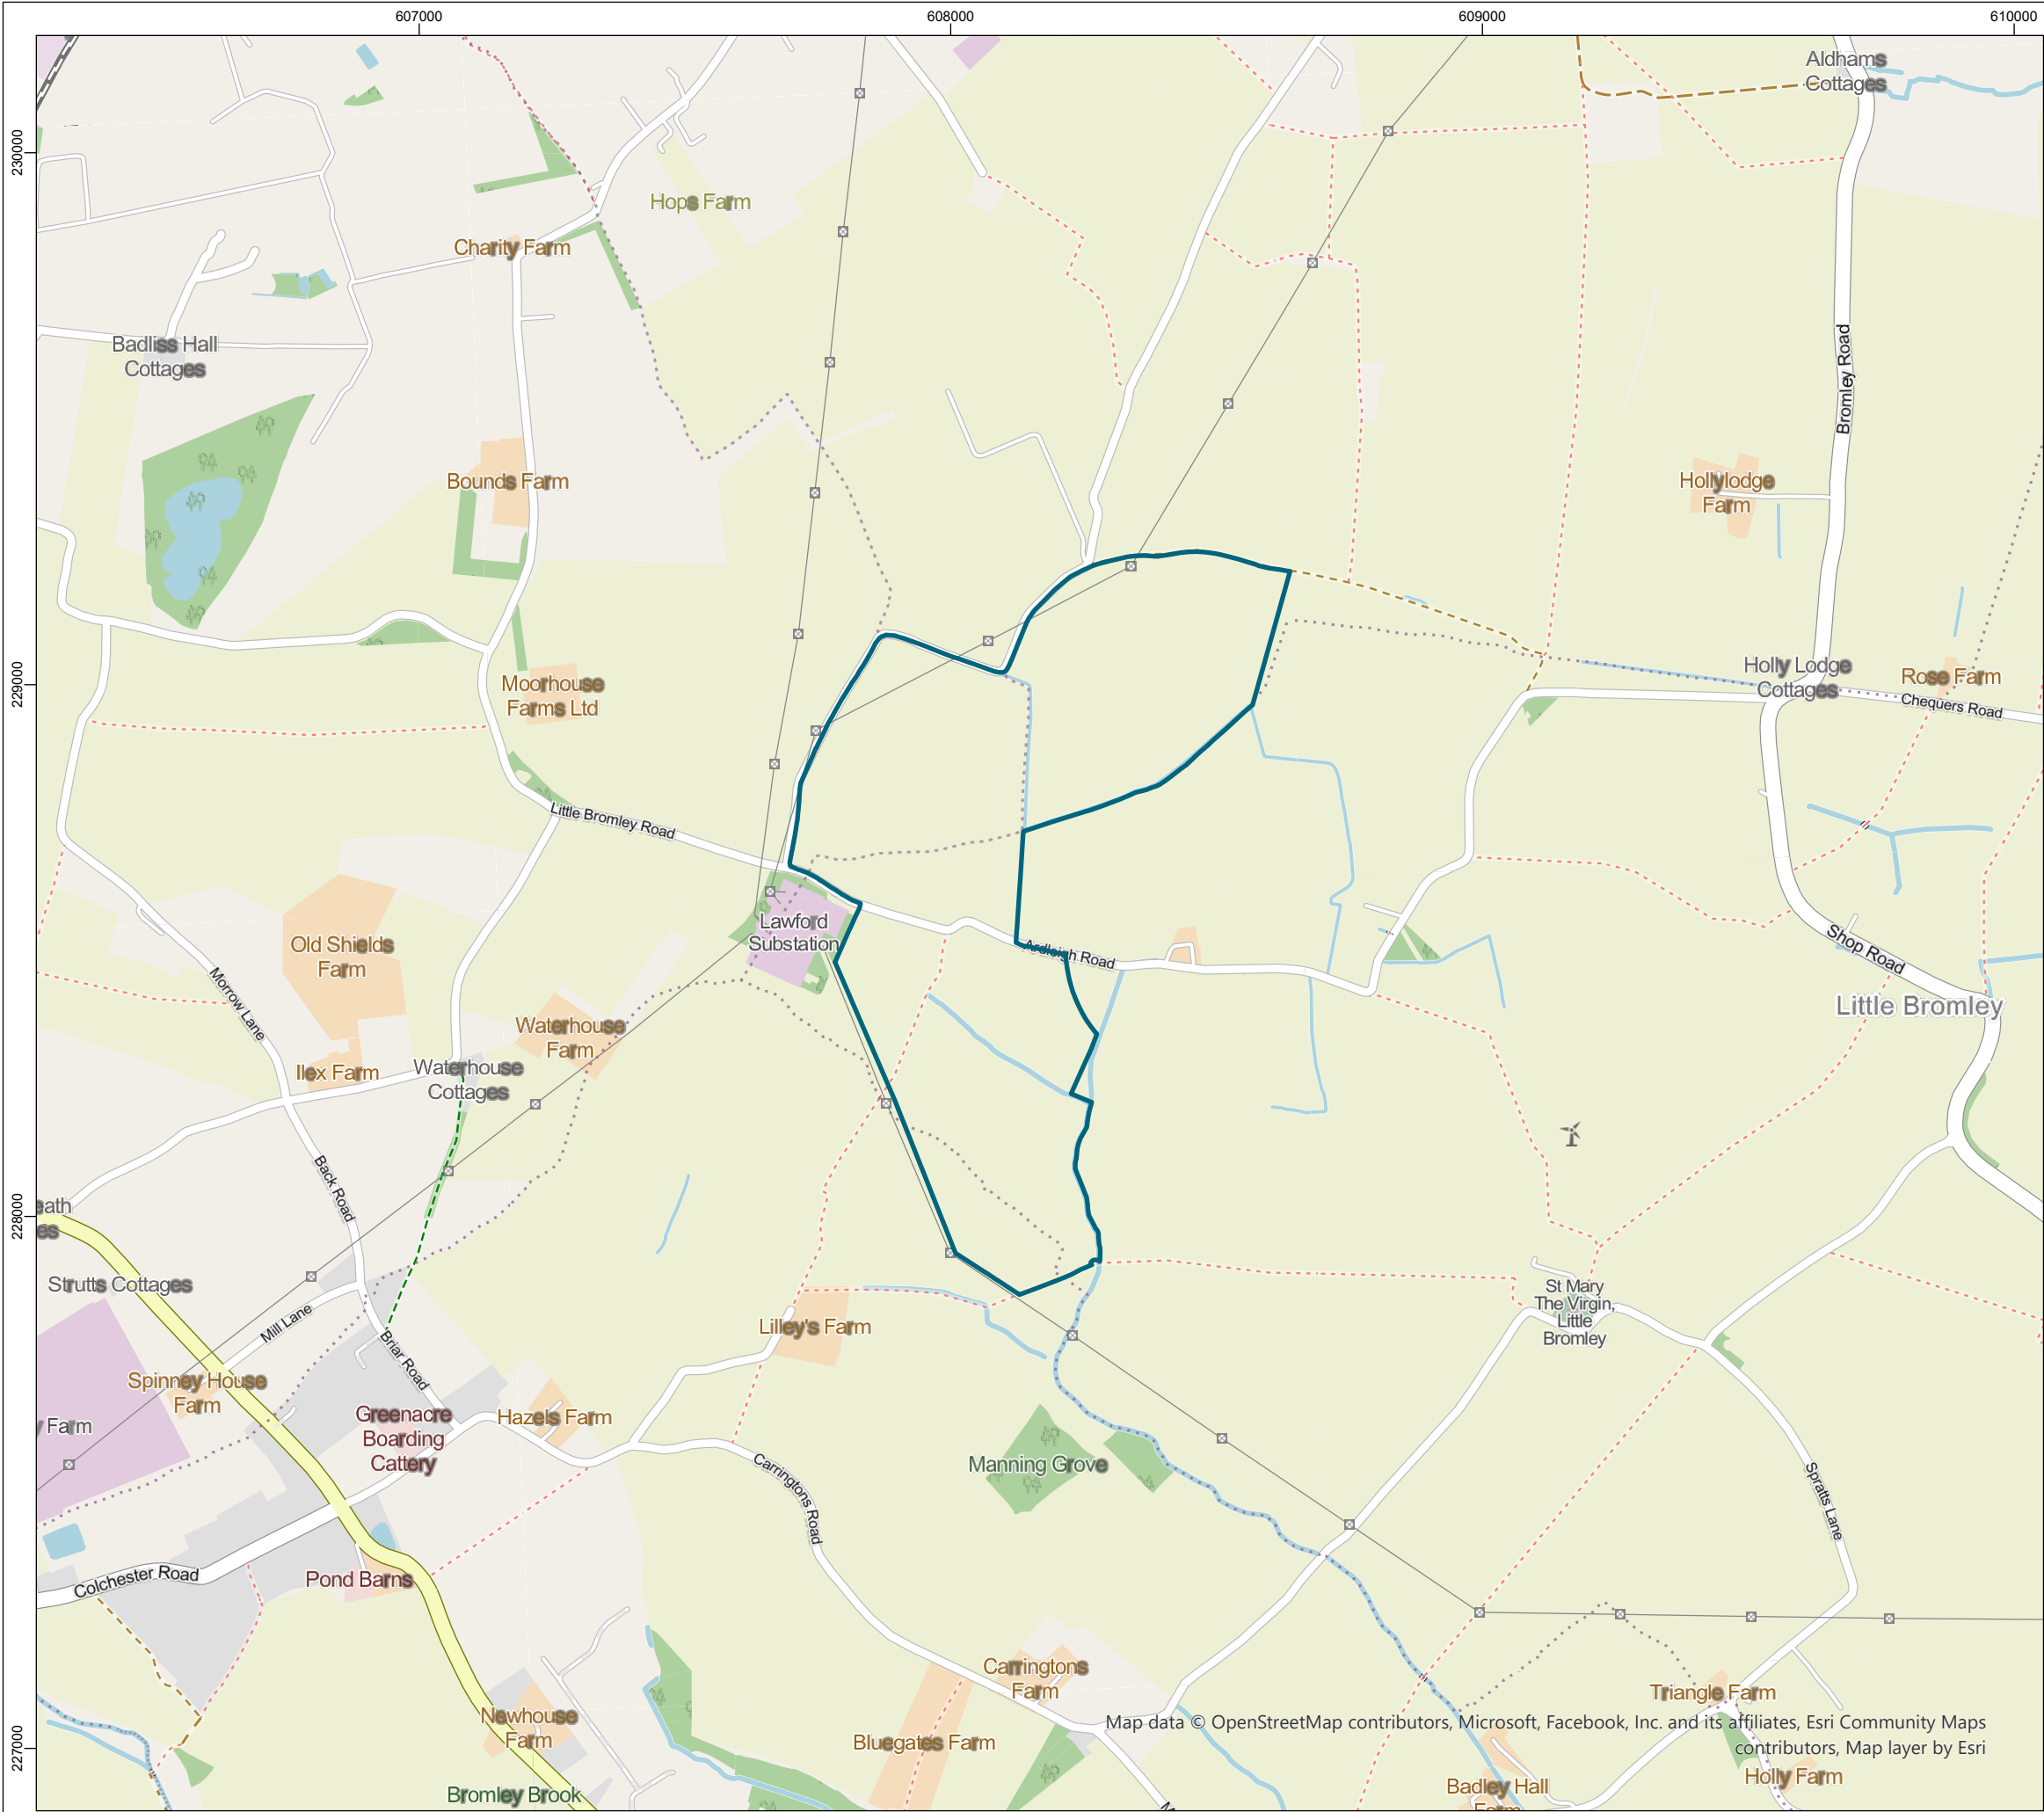 607000
608000
609000
610000
230000
229000
228000
227000
Aldhams
Cottages
Hops Farm
Charity Farm
Badliss Hall
Cottages
Bromley Road
Bounds Farm
Hollylodge
Farm
Moorhouse
Farms Ltd
Holly Lodge
Cottages
Rose Farm
Chequers Road
Little Bromley Road
Lawford
Substation
Ardleigh Road
Old Shields
Farm
Shop Road
Little Bromley
Morrow Lane
Waterhouse
Farm
Ilex Farm
Waterhouse
Cottages
Back Road
eath
es
Strutts Cottages
St Mary
The Virgin,
Little
Bromley
Mill Lane
Lilley's Farm
Briar Road
Spinney House
Farm
Greenacre
Boarding
Cattery
Hazels Farm
y Farm
Manning Grove
Carringtons Road
Spratts Lane
Colchester Road
Pond Barns
Carringtons
Farm
Triangle Farm
Newhouse
Farm
Bluegates Farm
Map data © OpenStreetMap contributors, Microsoft, Facebook, Inc. and its affiliates, Esri Community Maps
contributors, Map layer by Esri
Holly Farm
Badley Hall
Farm
Bromley Brook